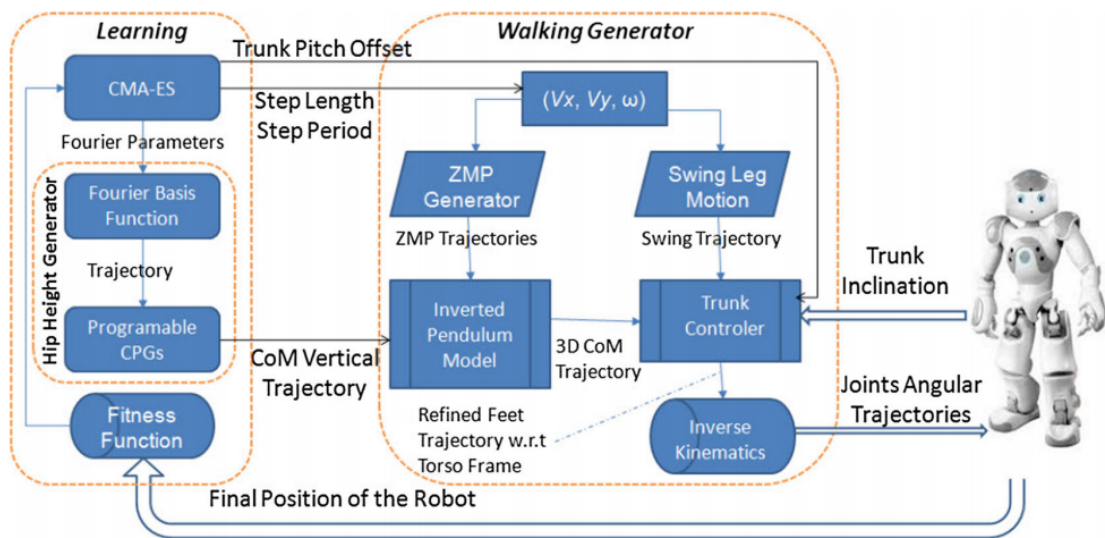 Learning
Walking Generator
Trunk Pitch Offset
CMA-ES
Step Length
Step Period
(Vx, Vy, ω)
Fourier Parameters
Hip Height Generator
Fourier Basis
Function
ZMP
Generator
Swing Leg
Motion
ZMP Trajectories
Swing Trajectory
Trajectory
Trunk
Inclination
Programable
CPGs
Inverted
Pendulum
Model
Trunk
Controler
CoM Vertical
Trajectory
3D CoM
Trajectory
Joints Angular
Trajectories
Fitness
Function
Refined Feet
Trajectory w.r.t
Torso Frame
Inverse
Kinematics
Final Position of the Robot